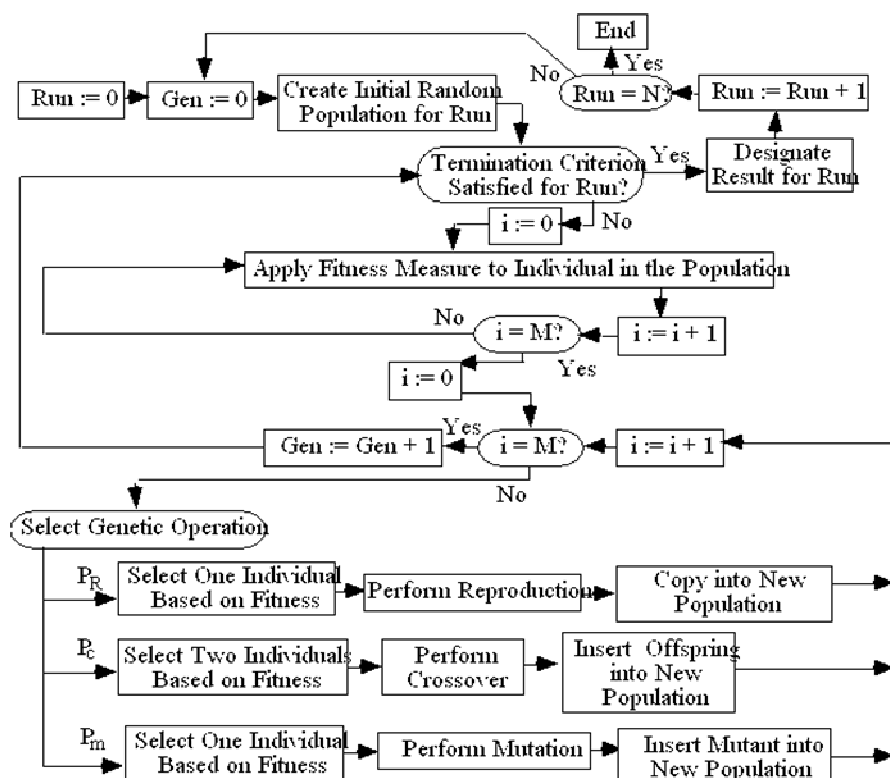 End
No
Yes
Run := 0
Gen := 0
Create Initial Random
Population for Run
Run = N?
Run := Run + 1
Termination Criterion
Satisfied for Run?
Yes
Designate
Result for Run
i := 0
No
Apply Fitness Measure to Individual in the Population
No
i = M?
i := i + 1
Yes
i := 0
Gen := Gen + 1
Yes
i = M?
i := i + 1
No
Select Genetic Operation
PR
Select One Individual
Based on Fitness
Perform Reproduction
Copy into New
Population
Pc
Select Two Individuals
Based on Fitness
Perform
Crossover
Insert Offspring
into New
Population
Pm
Select One Individual
Based on Fitness
Perform Mutation
Insert Mutant into
New Population